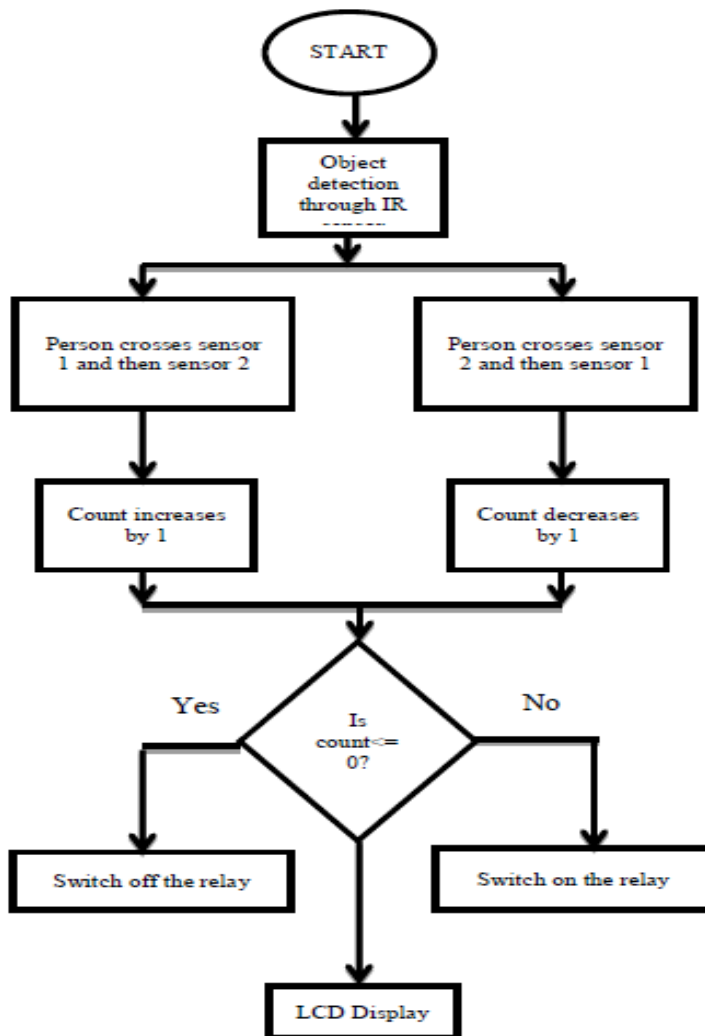 START
Object
detection
through IR
Person crosses sensor
1 and then sensor 2
Person crosses sensor
2 and then sensor 1
Count increases
by 1
Count decreases
by 1
Is
count<=
0?
Yes
No
Switch off the relay
Switch on the relay
LCD Display